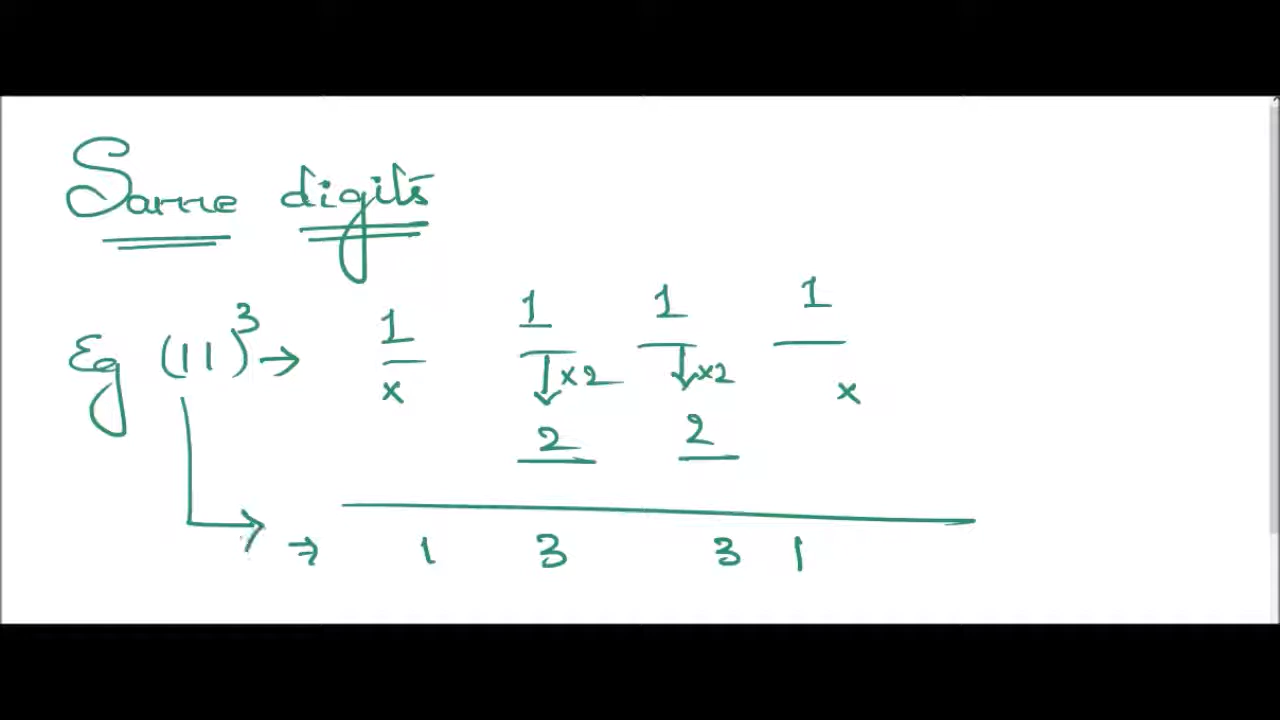 Same digits
Eg (11)³ → 1 1 1 1
x ↓x2 ↓x2 x
2 2
→ 1 3 3 1